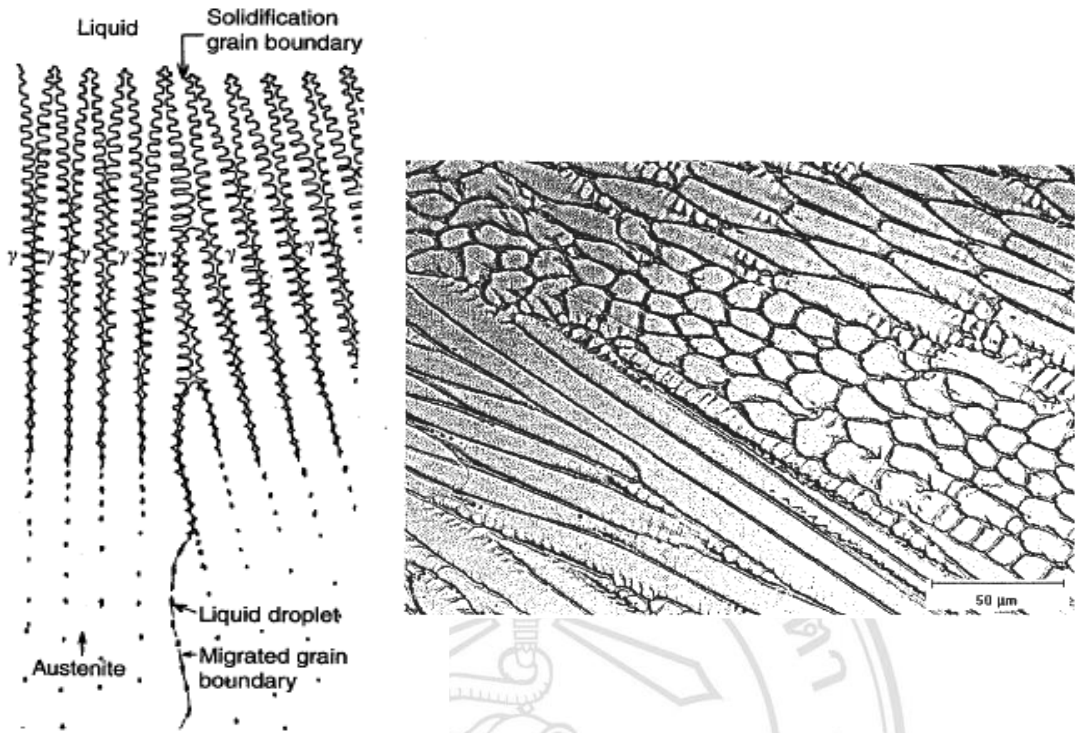 Liquid
Solidification
grain boundary
γ γ γ γ γ γ γ
Liquid droplet
Migrated grain
boundary
Austenite
50 μm